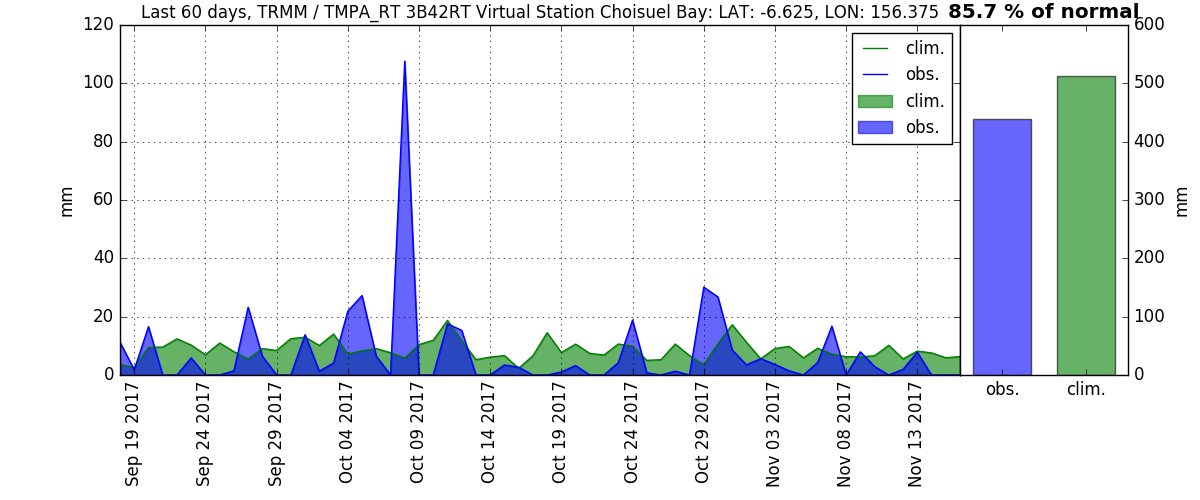 Last 60 days, TRMM / TMPA_RT 3B42RT Virtual Station Choisuel Bay: LAT: -6.625, LON: 156.375 85.7 % of normal
120
100
80
60
40
20
0
mm
clim.
obs.
clim.
obs.
600
500
400
300
200
100
0
mm
obs.
clim.
Sep 19 2017
Sep 24 2017
Sep 29 2017
Oct 04 2017
Oct 09 2017
Oct 14 2017
Oct 19 2017
Oct 24 2017
Oct 29 2017
Nov 03 2017
Nov 08 2017
Nov 13 2017